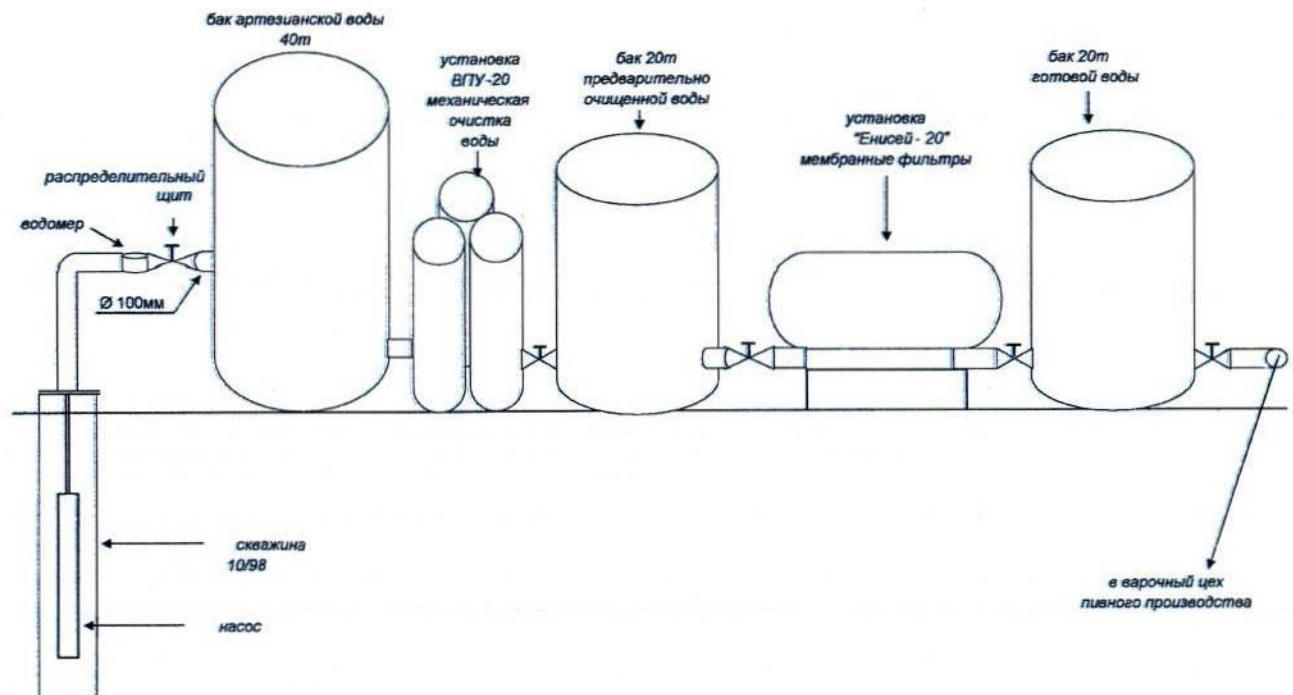 бак артезианской воды
40т
установка
ВПУ-20
механическая
очистка
воды
бак 20т
предварительно
очищенной воды
установка
"Енисей - 20"
мембранные фильтры
бак 20т
готовой воды
распределительный
щит
водомер
Ø 100мм
скважина
10/98
насос
в варочный цех
пивного производства